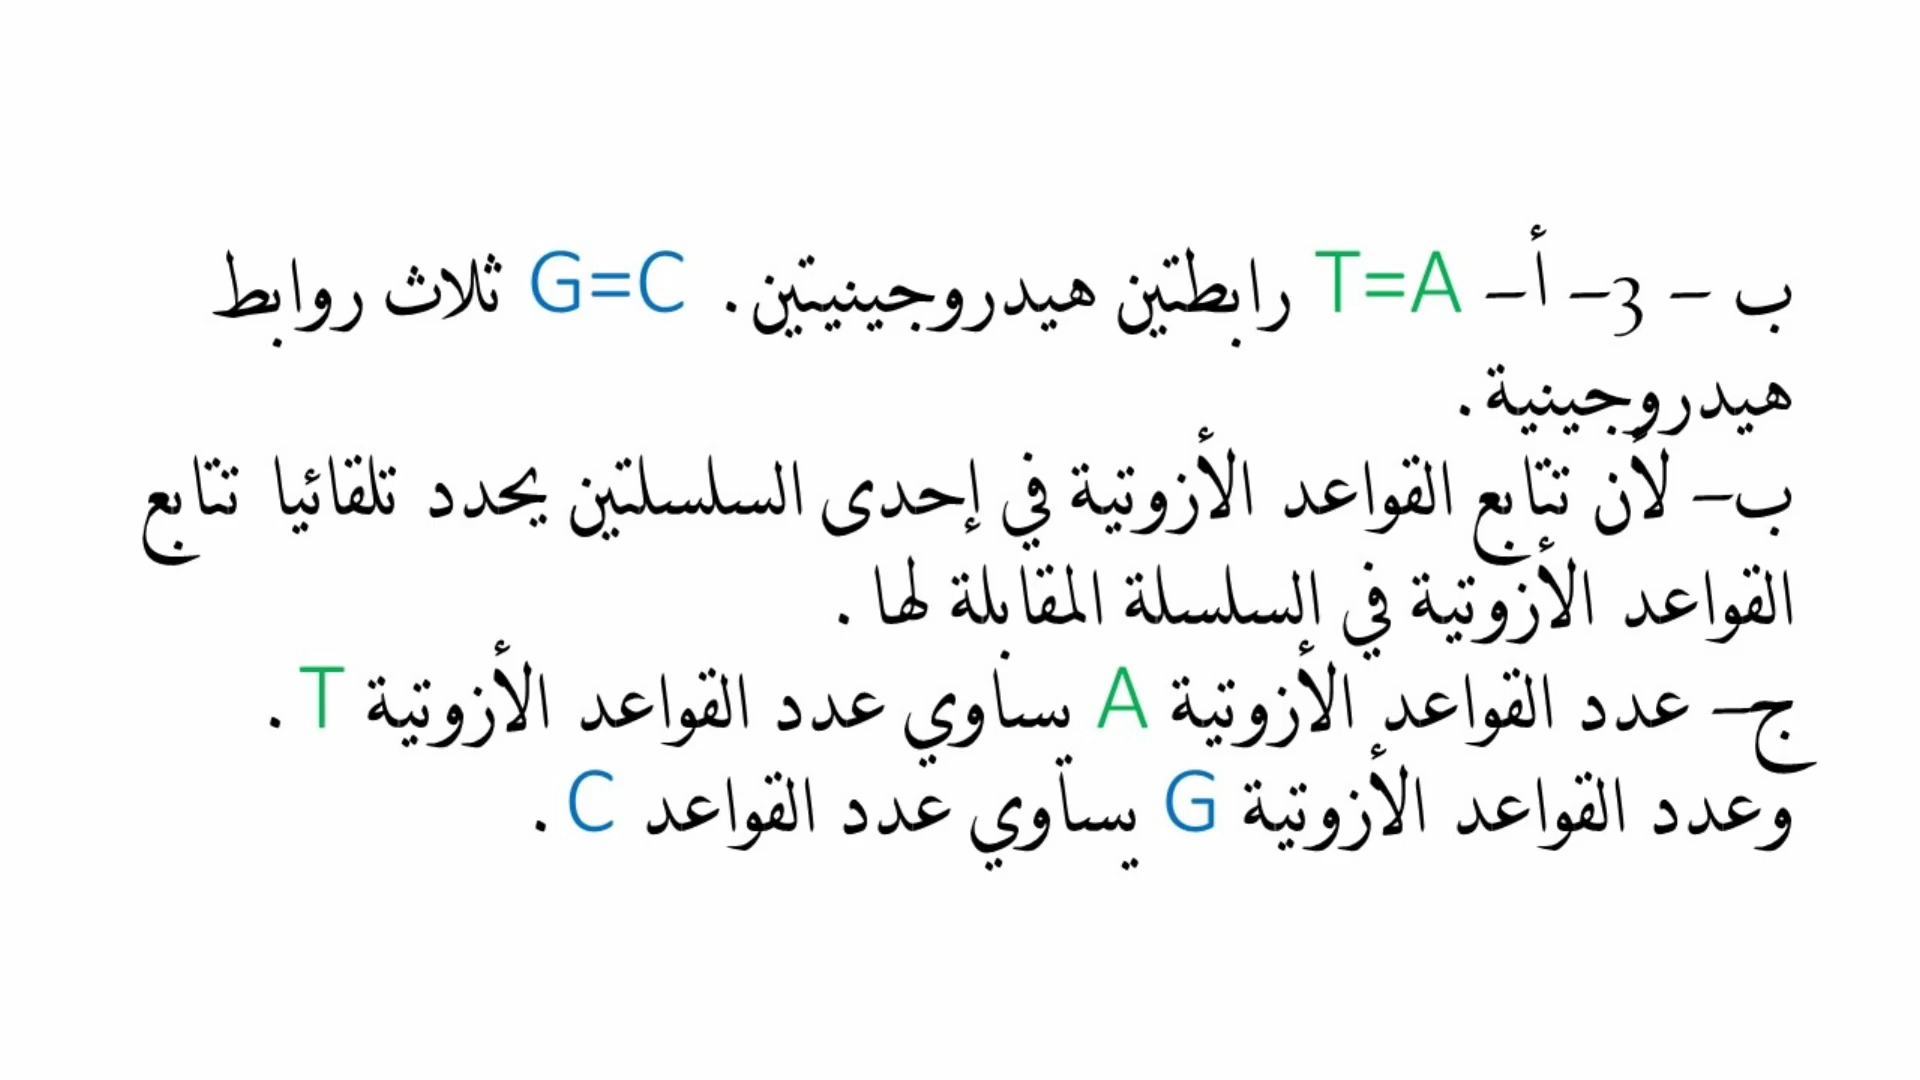 ب – 3– أ– T=A رابطتين هيدروجينيتين. G=C ثلاث روابط
هيدروجينية.
ب– لأن تتابع القواعد الأزوتية في إحدى السلسلتين يحدد تلقائيا تتابع
القواعد الأزوتية في السلسلة المقابلة لها .
ج– عدد القواعد الأزوتية A يساوي عدد القواعد الأزوتية T .
وعدد القواعد الأزوتية G يساوي عدد القواعد C .